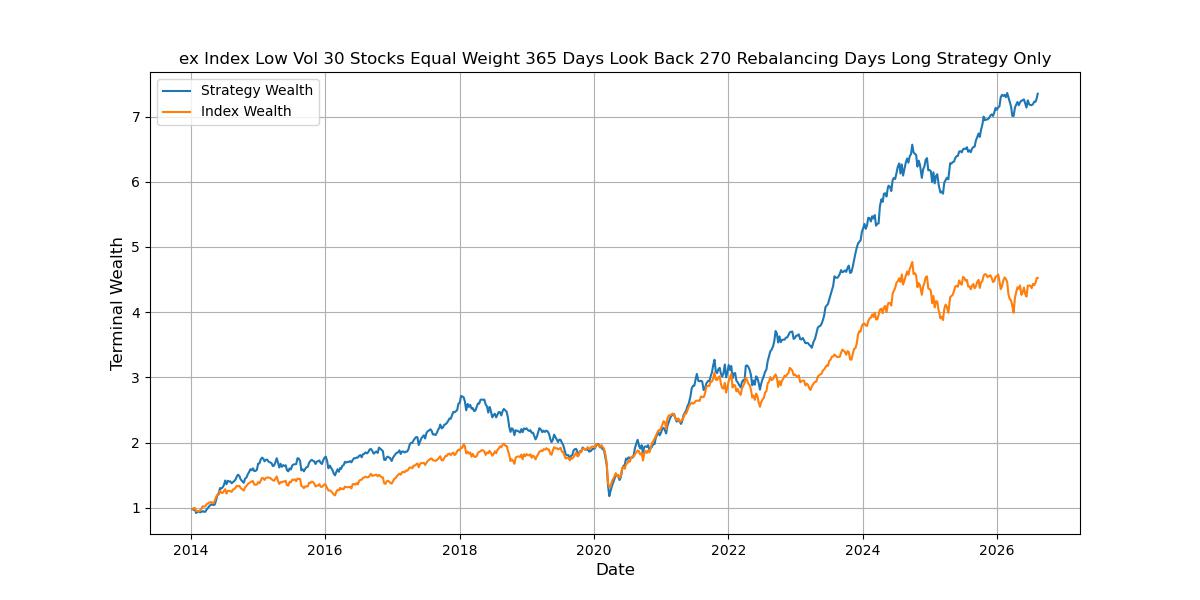 ex Index Low Vol 30 Stocks Equal Weight 365 Days Look Back 270 Rebalancing Days Long Strategy Only
Strategy Wealth
Index Wealth
Terminal Wealth
7
6
5
4
3
2
1
2014 2016 2018 2020 2022 2024 2026
Date